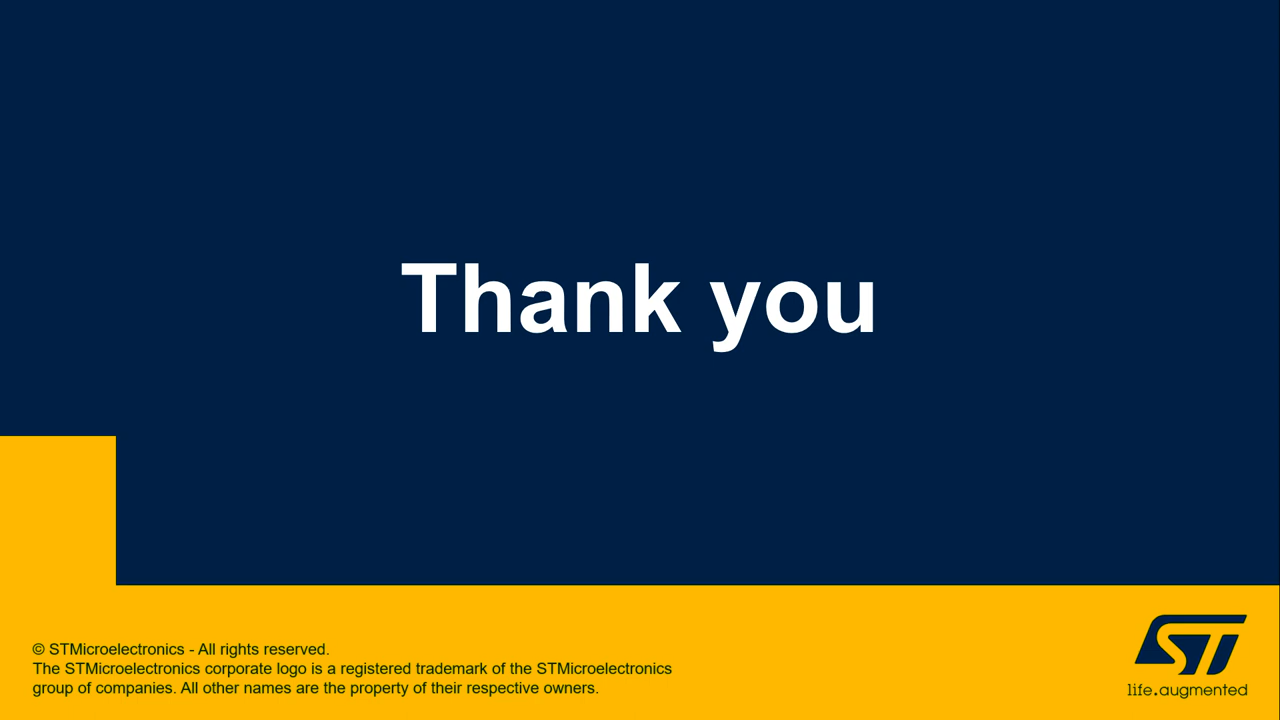 Thank you
© STMicroelectronics - All rights reserved.
The STMicroelectronics corporate logo is a registered trademark of the STMicroelectronics
group of companies. All other names are the property of their respective owners.
ST
life.augmented